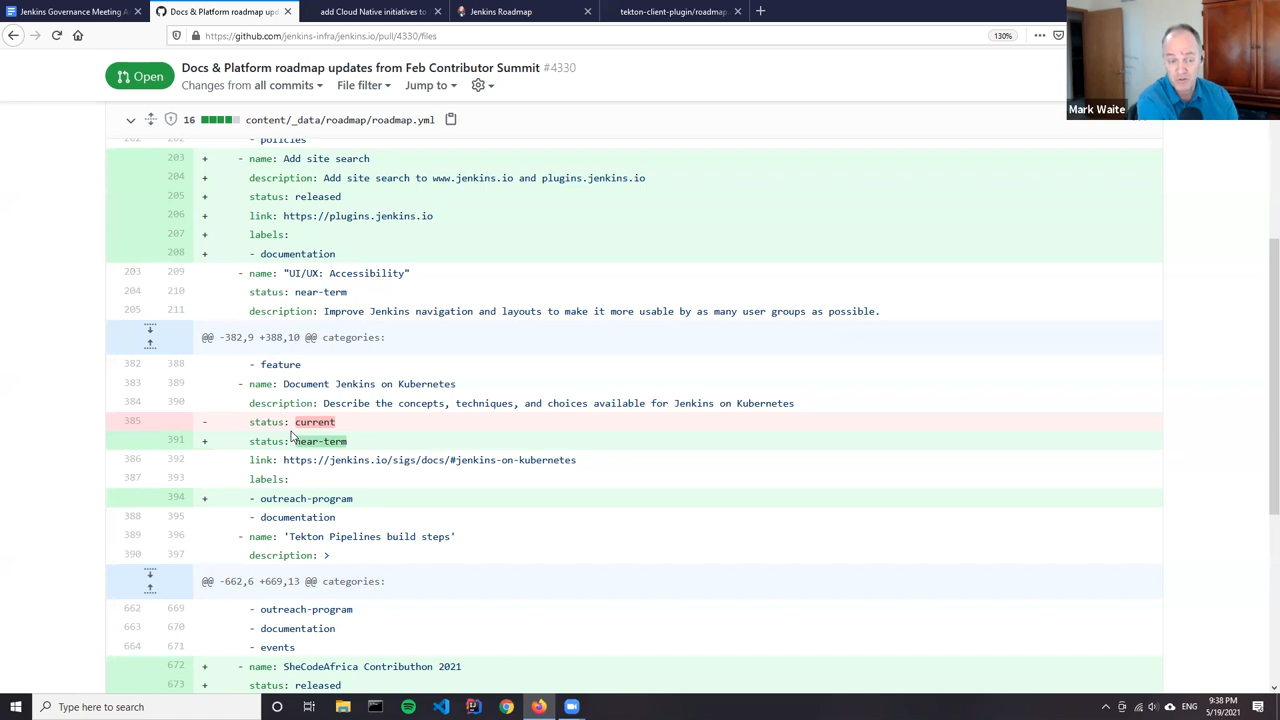 Jenkins Governance Meeting A
Docs & Platform roadmap upd
add Cloud Native initiatives to
Jenkins Roadmap
tekton-client-plugin/roadmap.
https://github.com/jenkins-infra/jenkins.io/pull/4330/files
130%
Mark Waite
Open
Docs & Platform roadmap updates from Feb Contributor Summit #4330
Changes from all commits
File filter
Jump to
16
content/_data/roadmap/roadmap.yml
202 202 - policies
203 + - name: Add site search
204 + description: Add site search to www.jenkins.io and plugins.jenkins.io
205 + status: released
206 + link: https://plugins.jenkins.io
207 + labels:
208 + - documentation
203 209 - name: "UI/UX: Accessibility"
204 210 status: near-term
205 211 description: Improve Jenkins navigation and layouts to make it more usable by as many user groups as possible.
@@ -382,9 +388,10 @@ categories:
382 388 - feature
383 389 - name: Document Jenkins on Kubernetes
384 390 description: Describe the concepts, techniques, and choices available for Jenkins on Kubernetes
385 - status: current
391 + status: near-term
386 392 link: https://jenkins.io/sigs/docs/#jenkins-on-kubernetes
387 393 labels:
394 + - outreach-program
388 395 - documentation
389 396 - name: 'Tekton Pipelines build steps'
390 397 description: >
@@ -662,6 +669,13 @@ categories:
662 669 - outreach-program
663 670 - documentation
664 671 - events
672 + - name: SheCodeAfrica Contributhon 2021
673 + status: released
Type here to search
ENG
9:38 PM
5/19/2021